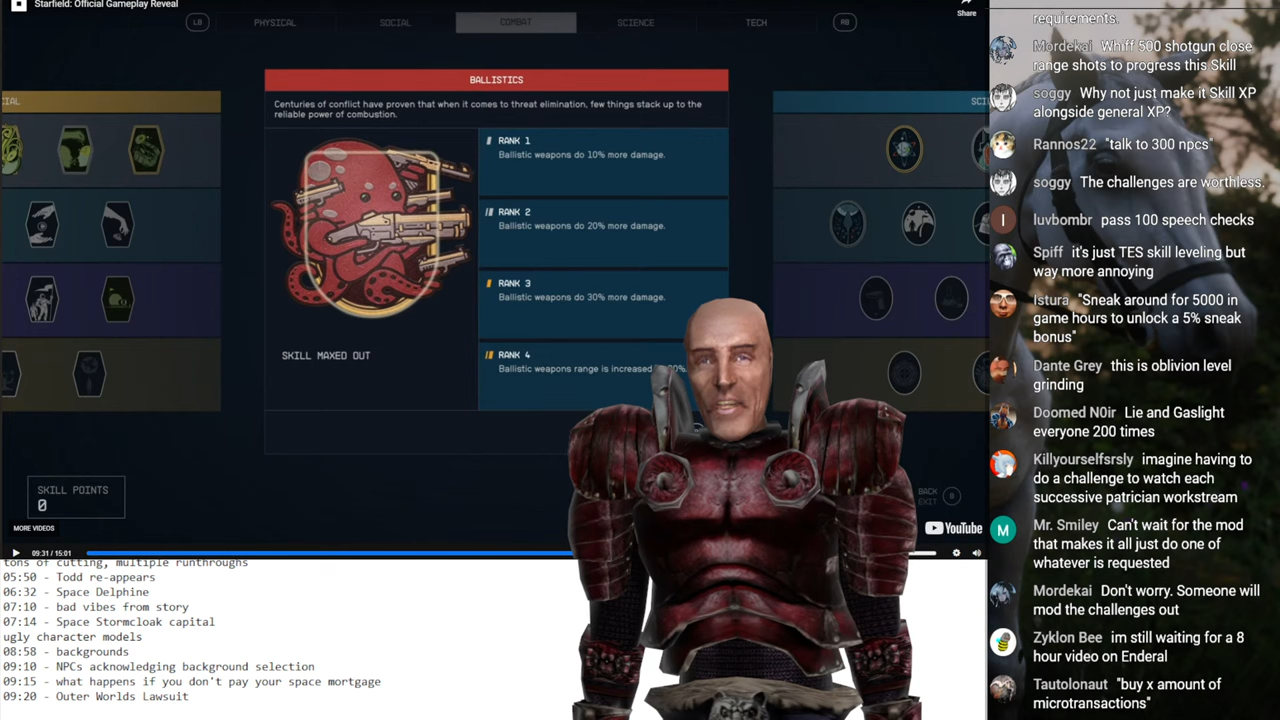 Starfield: Official Gameplay Reveal
Share
LB
PHYSICAL
SOCIAL
COMBAT
SCIENCE
TECH
RB
BALLISTICS
Centuries of conflict have proven that when it comes to threat elimination, few things stack up to the
reliable power of combustion.
RANK 1
Ballistic weapons do 10% more damage.
RANK 2
Ballistic weapons do 20% more damage.
RANK 3
Ballistic weapons do 30% more damage.
RANK 4
Ballistic weapons range is increased
SKILL MAXED OUT
CIAL
SCI
SKILL POINTS
0
BACK
EXIT
B
MORE VIDEOS
YouTube
09:31 / 15:01
tons of cutting, multiple runthroughs
05:50 - Todd re-appears
06:32 - Space Delphine
07:10 - bad vibes from story
07:14 - Space Stormcloak capital
ugly character models
08:58 - backgrounds
09:10 - NPCs acknowledging background selection
09:15 - what happens if you don't pay your space mortgage
09:20 - Outer Worlds Lawsuit
requirements.
Mordekai Whiff 500 shotgun close
range shots to progress this Skill
soggy Why not just make it Skill XP
alongside general XP?
Rannos22 "talk to 300 npcs"
soggy The challenges are worthless.
I
luvbombr pass 100 speech checks
Spiff it's just TES skill leveling but
way more annoying
Istura "Sneak around for 5000 in
game hours to unlock a 5% sneak
bonus"
Dante Grey this is oblivion level
grinding
Doomed N0ir Lie and Gaslight
everyone 200 times
Killyourselfsrsly imagine having to
do a challenge to watch each
successive patrician workstream
M
Mr. Smiley Can't wait for the mod
that makes it all just do one of
whatever is requested
Mordekai Don't worry. Someone will
mod the challenges out
Zyklon Bee im still waiting for a 8
hour video on Enderal
Tautolonaut "buy x amount of
microtransactions"